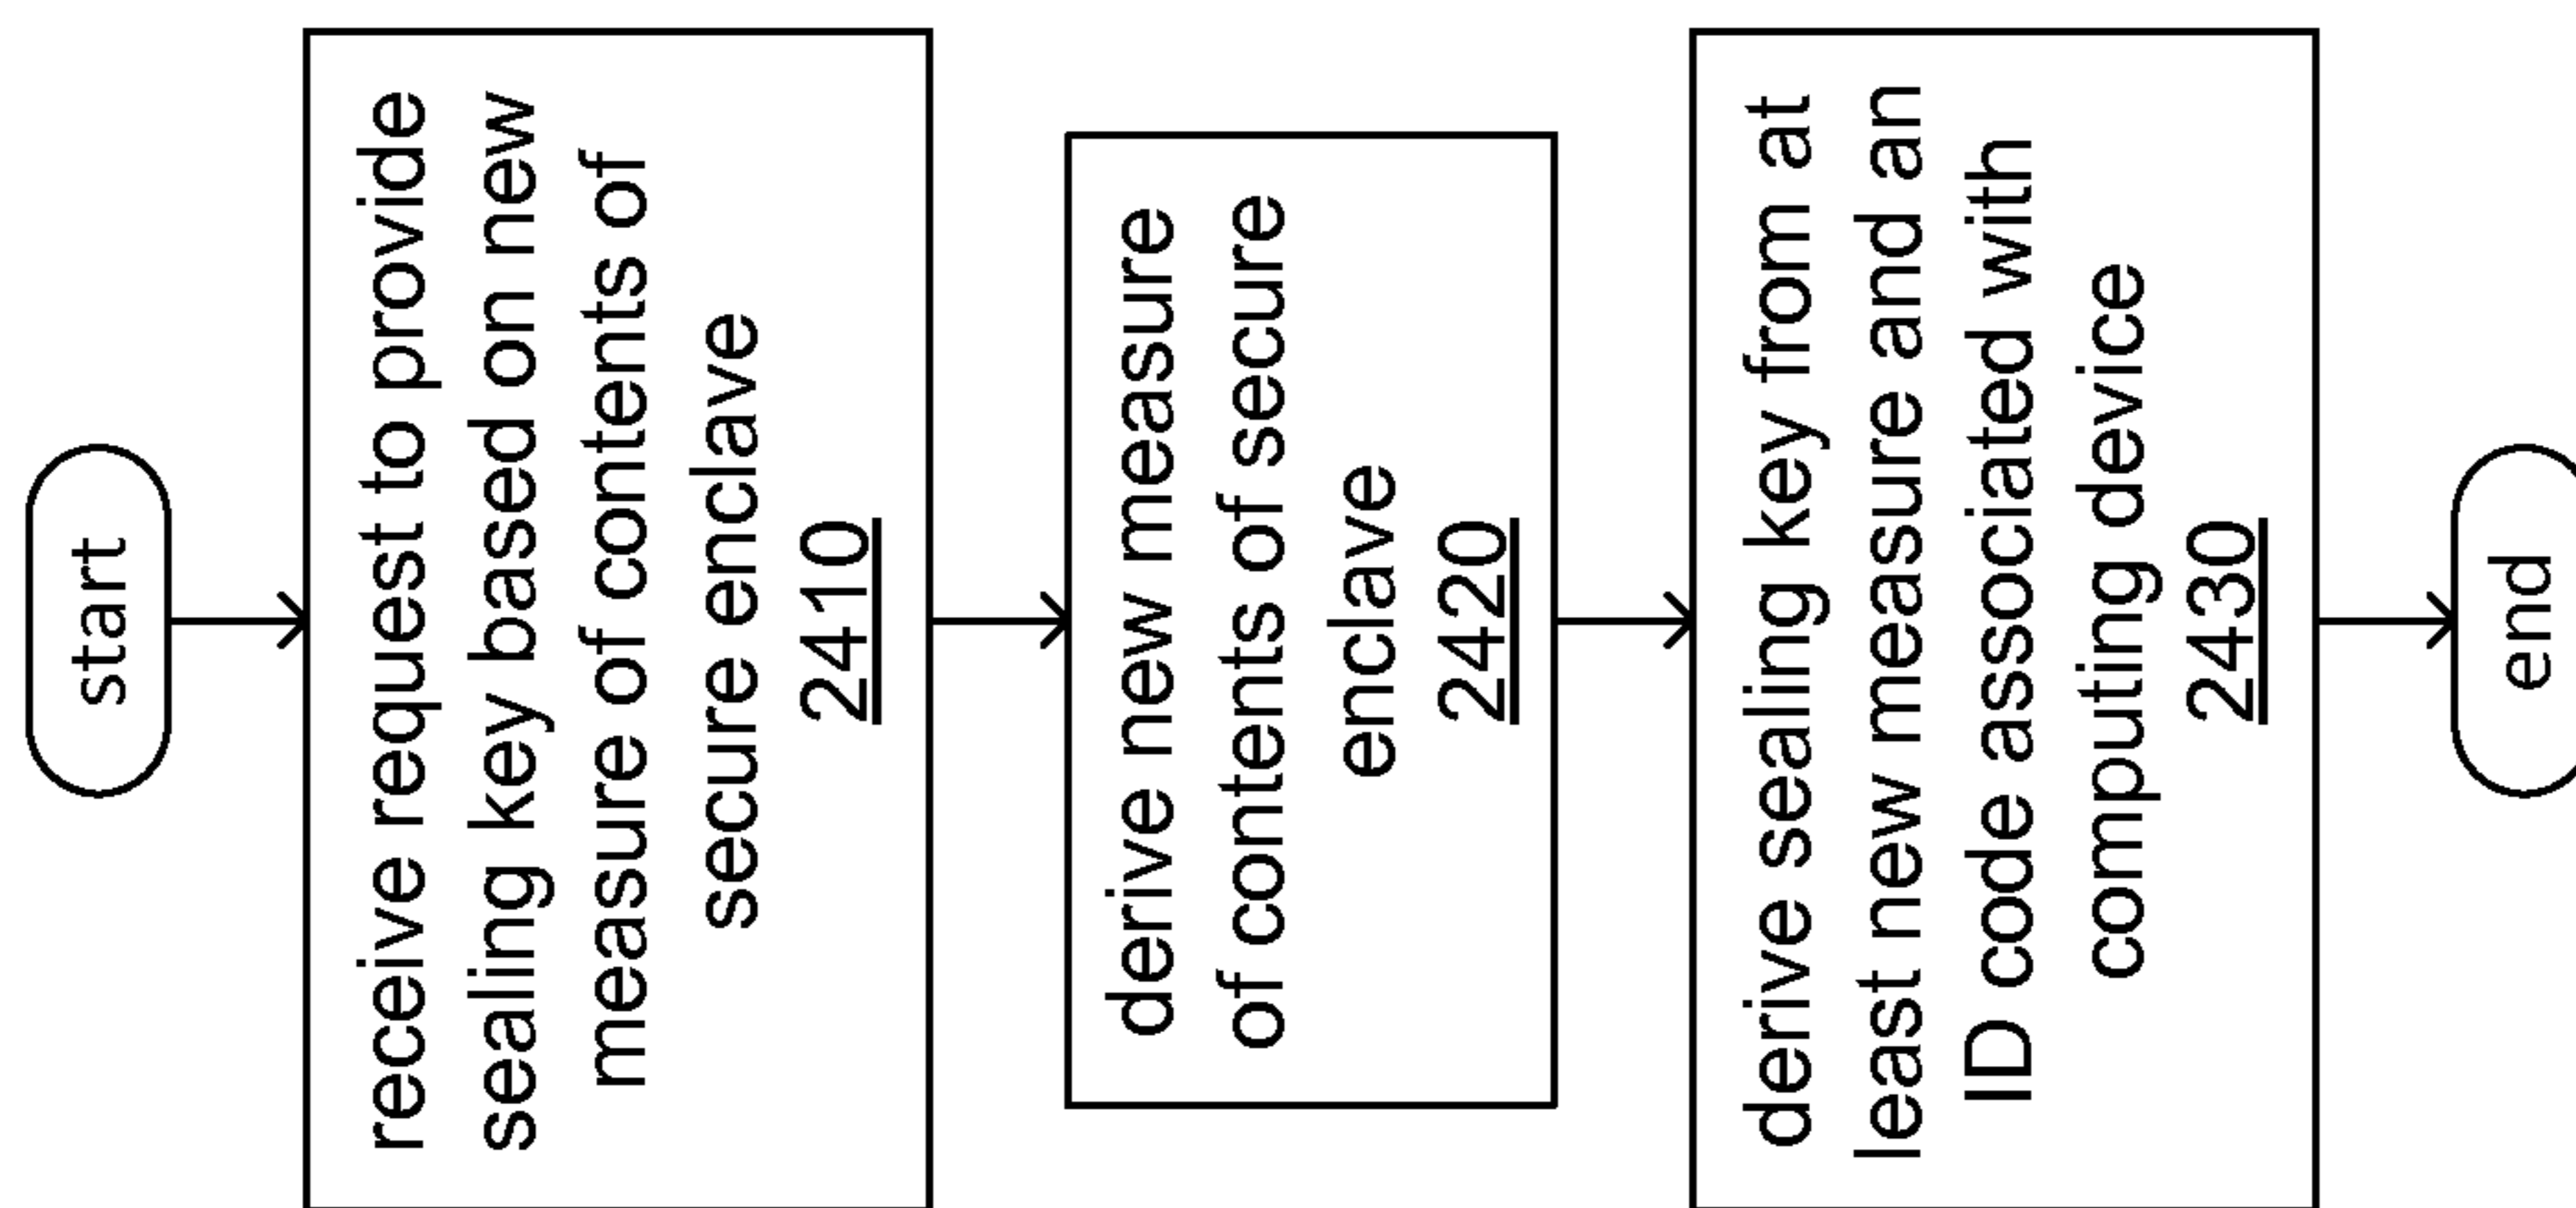 start
receive request to provide
sealing key based on new
measure of contents of
secure enclave
2410
derive new measure
of contents of secure
enclave
2420
derive sealing key from at
least new measure and an
ID code associated with
computing device
2430
end